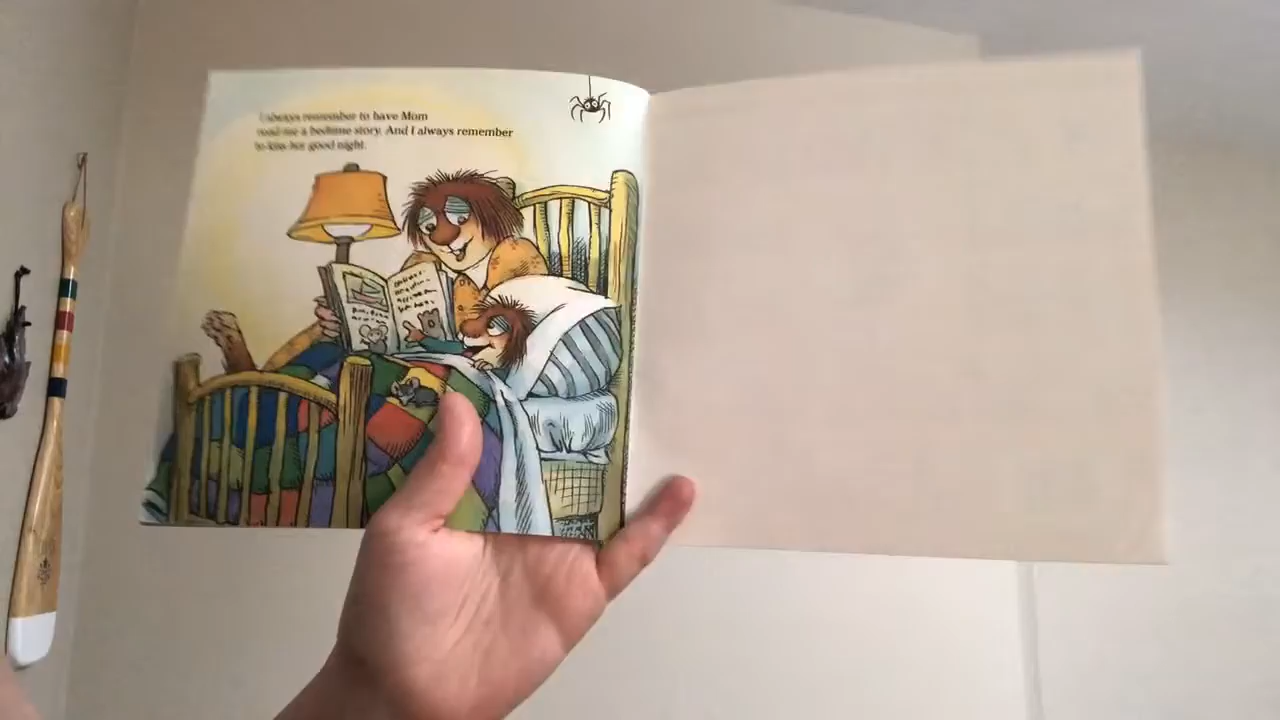 I always remember to have Mom
read me a bedtime story. And I always remember
to kiss her good night.